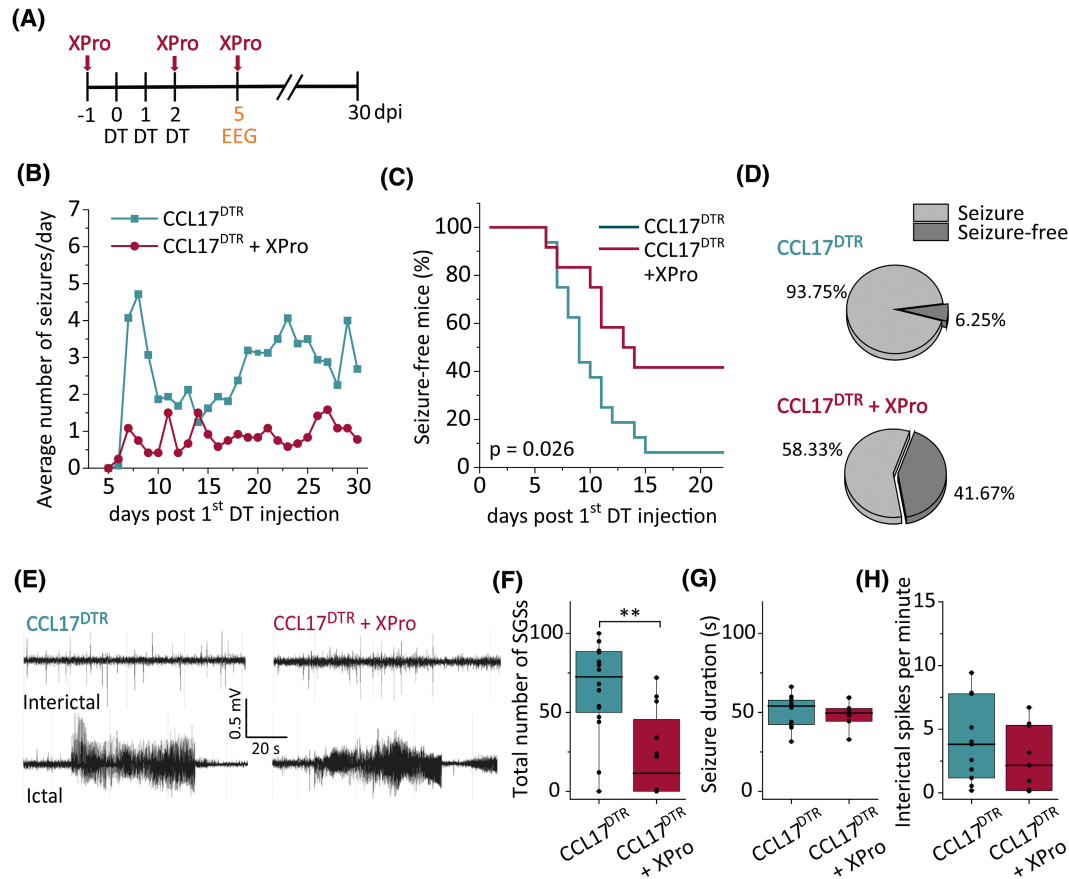 (A)
XPro XPro XPro
-1 0 1 2 5 30 dpi
DT DT DT EEG
(B)
Average number of seizures/day
7
6
5
4
3
2
1
0
CCL17DTR
CCL17DTR + XPro
5 10 15 20 25 30
days post 1st DT injection
(C)
Seizure-free mice (%)
100
80
60
40
20
0
CCL17DTR
CCL17DTR
+XPro
p = 0.026
0 5 10 15 20
days post 1st DT injection
(D)
Seizure
Seizure-free
CCL17DTR
93.75%
6.25%
CCL17DTR + XPro
58.33%
41.67%
(E)
CCL17DTR CCL17DTR + XPro
Interictal
0.5 mV
20 s
Ictal
(F)
Total number of SGSs
100
50
0
**
CCL17DTR
CCL17DTR
+ XPro
(G)
Seizure duration (s)
100
50
0
CCL17DTR
CCL17DTR
+ XPro
(H)
Interictal spikes per minute
15
10
5
0
CCL17DTR
CCL17DTR
+ XPro